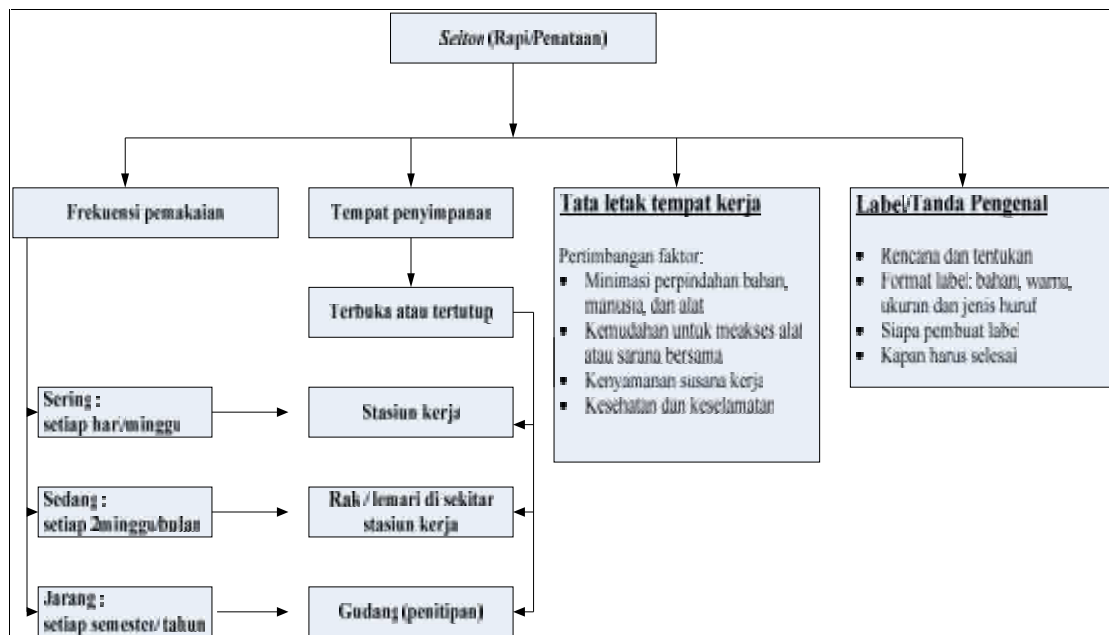 Seiton (Rapi/Penataan)
Frekuensi pemakaian
Tempat penyimpanan
Terbuka atau tertutup
Sering :
setiap hari/minggu
Stasiun kerja
Sedang :
setiap 2minggu/bulan
Rak / lemari di sekitar
stasiun kerja
Jarang :
setiap semester/ tahun
Gudang (penitipan)
Tata letak tempat kerja
Pertimbangan faktor:
▪ Minimasi perpindahan bahan,
manusia, dan alat
▪ Kemudahan untuk meakses alat
atau sarana bersama
▪ Kenyamanan susana kerja
▪ Kesehatan dan keselamatan
Label/Tanda Pengenal
▪ Rencana dan tentukan
▪ Format label: bahan, warna,
ukuran dan jenis huruf
▪ Siapa pembuat label
▪ Kapan harus selesai